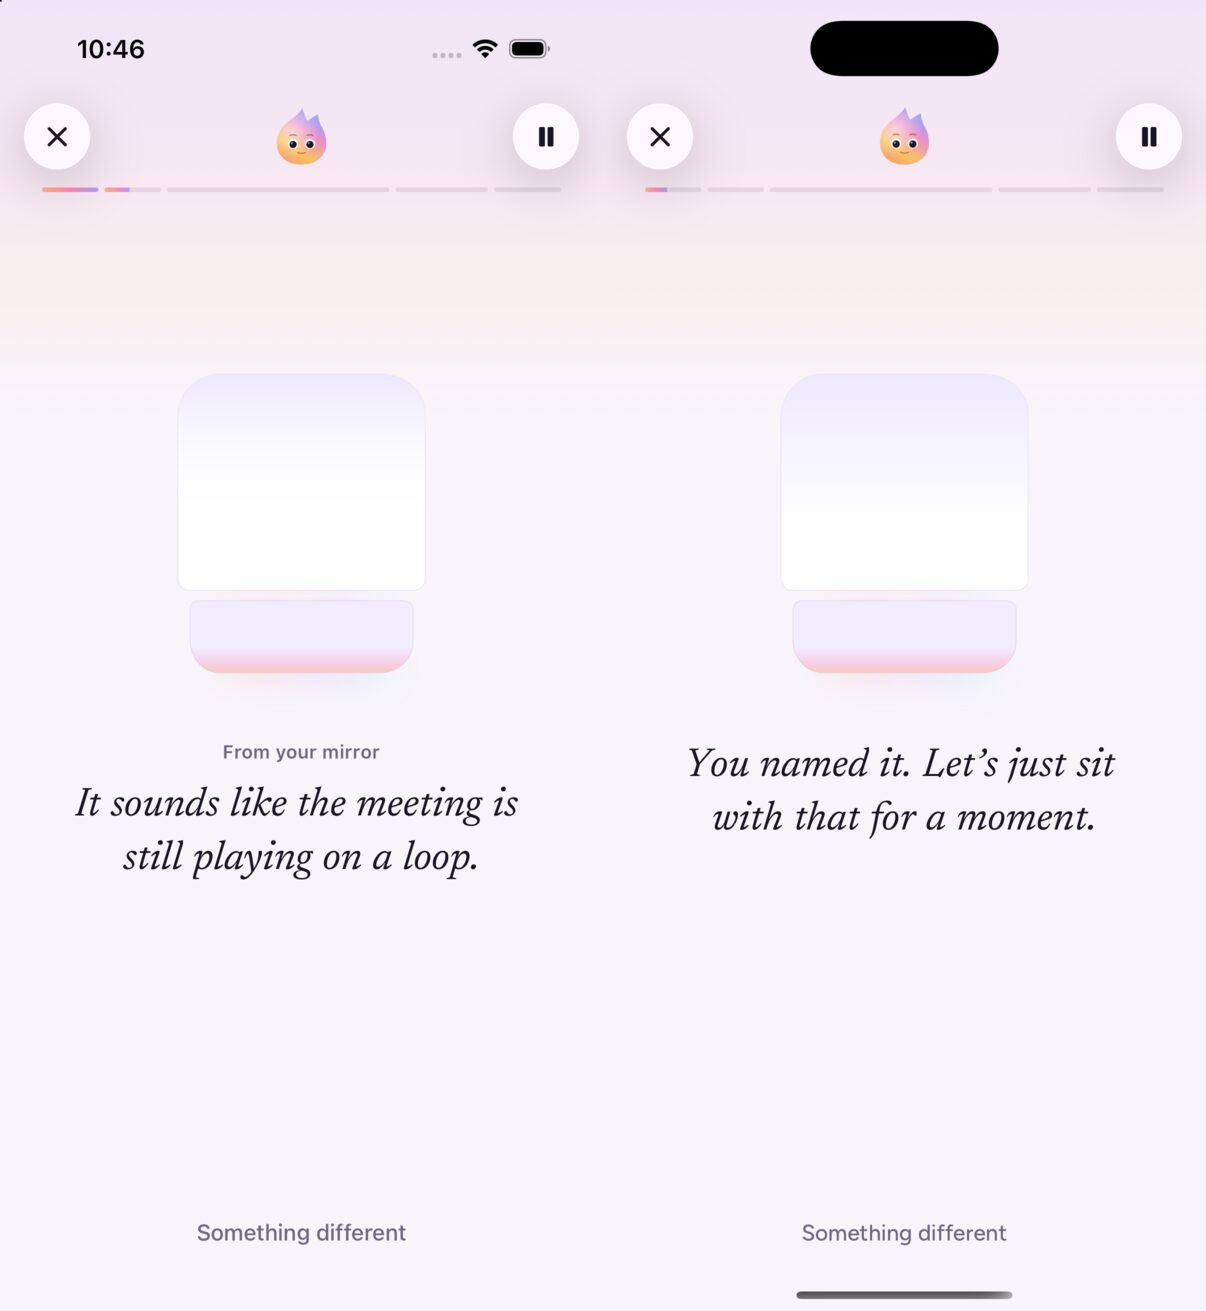 10:46
From your mirror
It sounds like the meeting is
still playing on a loop.
Something different
You named it. Let’s just sit
with that for a moment.
Something different